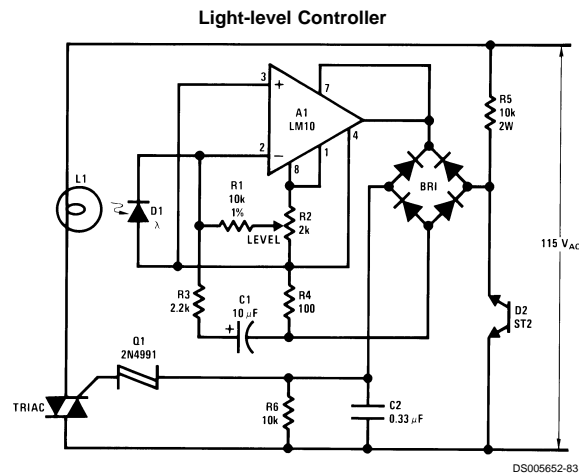 Light-level Controller
3
+
7
A1
LM10
4
2
−
8
1
R5
10k
2W
L1
R1
10k
1%
D1
λ
R2
2k
LEVEL
BRI
115 VAC
R3
2.2k
C1
10 μF
+
R4
100
D2
ST2
Q1
2N4991
TRIAC
R6
10k
C2
0.33 μF
DS005652-83